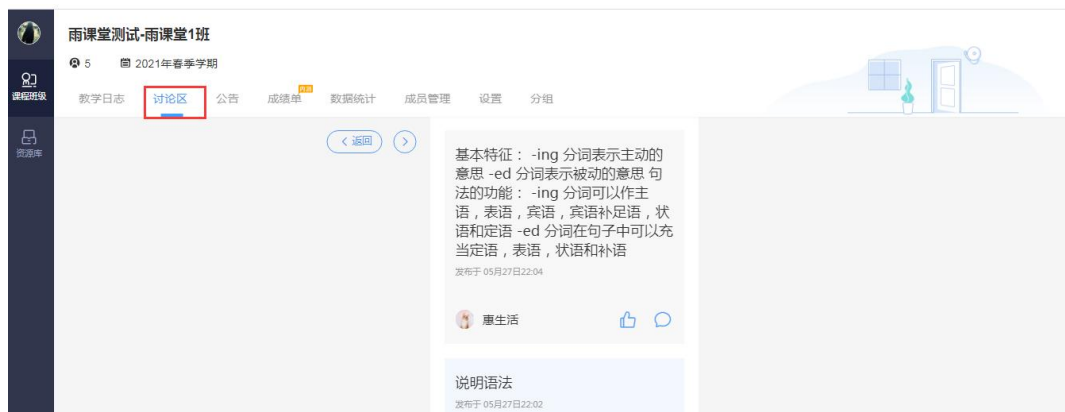 雨课堂测试-雨课堂1班
5 2021年春季学期
课程班级
教学日志 讨论区 公告 成绩单 数据统计 成员管理 设置 分组
资源库
返回
基本特征： -ing 分词表示主动的
意思 -ed 分词表示被动的意思 句
法的功能： -ing 分词可以作主
语，表语，宾语，宾语补足语，状
语和定语 -ed 分词在句子中可以充
当定语，表语，状语和补语
发布于 05月27日22:04
惠生活
说明语法
发布于 05月27日22:02